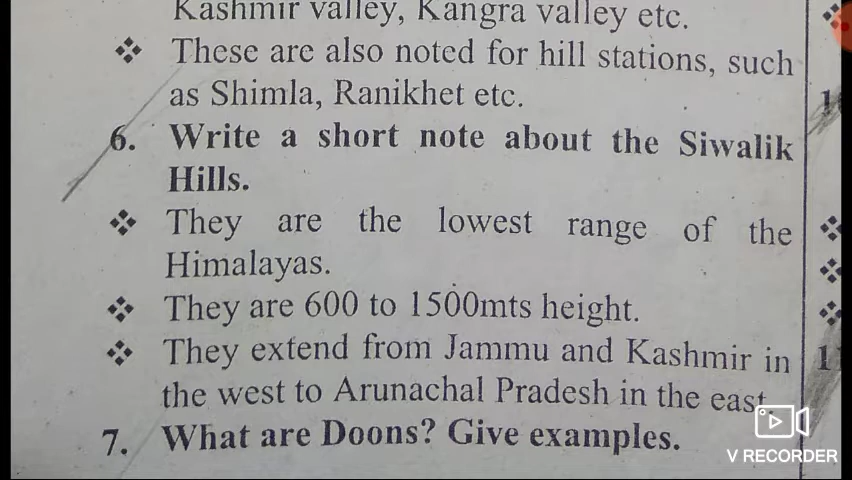 Kashmir valley, Kangra valley etc.
❖ These are also noted for hill stations, such
as Shimla, Ranikhet etc.
6. Write a short note about the Siwalik
Hills.
❖ They are the lowest range of the
Himalayas.
❖ They are 600 to 1500mts height.
❖ They extend from Jammu and Kashmir in
the west to Arunachal Pradesh in the east.
7. What are Doons? Give examples.
V RECORDER